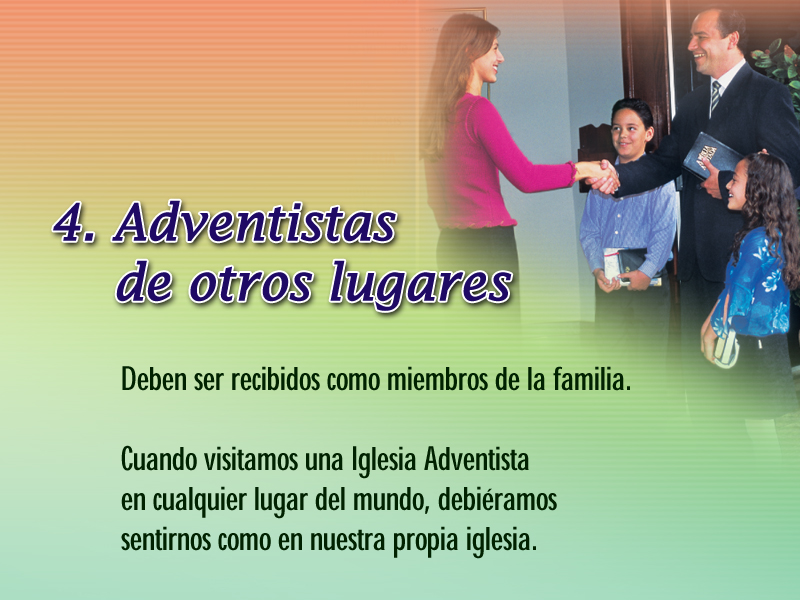 4. Adventistas
de otros lugares
Deben ser recibidos como miembros de la familia.
Cuando visitamos una Iglesia Adventista
en cualquier lugar del mundo, debiéramos
sentirnos como en nuestra propia iglesia.